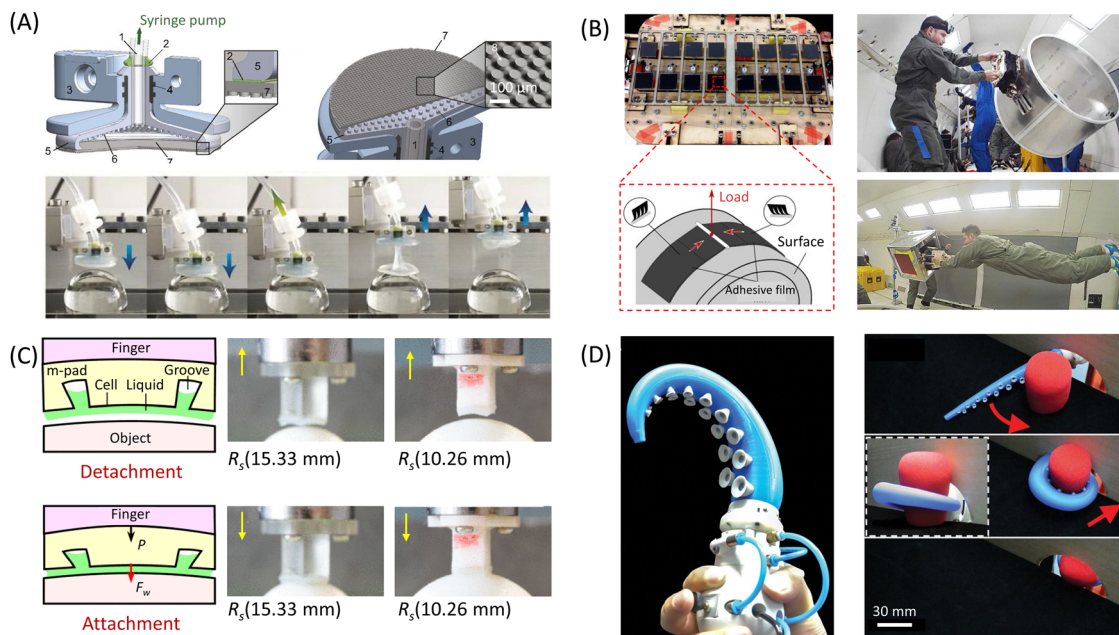 (A)
Syringe pump
1
2
3
4
5
6
7
2
5
7
7
8
100 μm
1
4
3
5
6
(B)
Load
Surface
Adhesive film
(C)
Finger
m-pad
Groove
Cell
Liquid
Object
Detachment
Rs(15.33 mm)
Rs(10.26 mm)
Finger
P
Fw
Attachment
Rs(15.33 mm)
Rs(10.26 mm)
(D)
30 mm